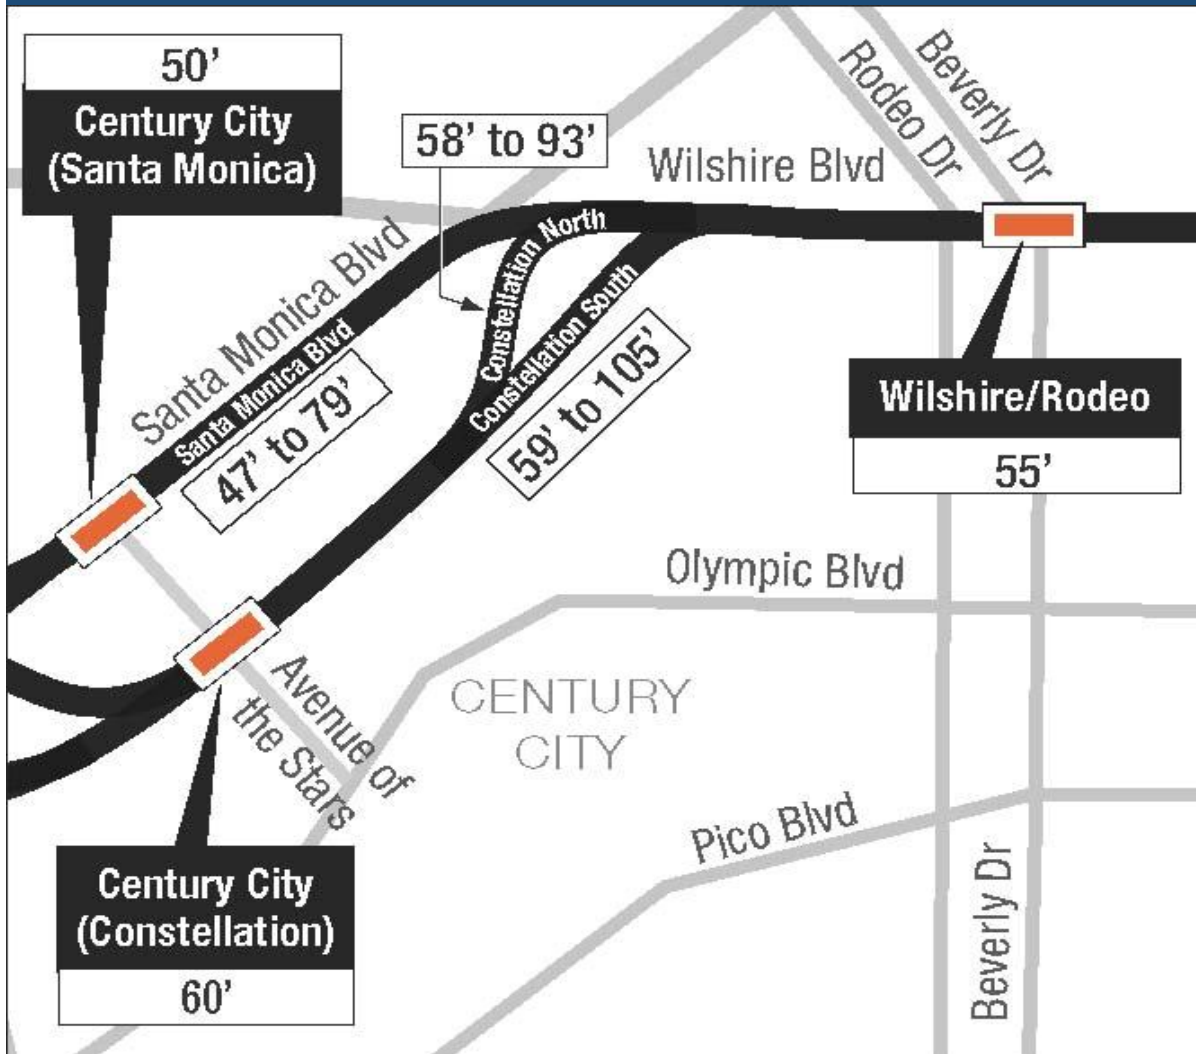 50’
Century City
(Santa Monica)
58’ to 93’
Wilshire Blvd
Rodeo Dr
Beverly Dr
Santa Monica Blvd
Santa Monica Blvd
47’ to 79’
Constellation North
Constellation South
59’ to 105’
Wilshire/Rodeo
55’
Olympic Blvd
Avenue of
the Stars
CENTURY
CITY
Pico Blvd
Beverly Dr
Century City
(Constellation)
60’